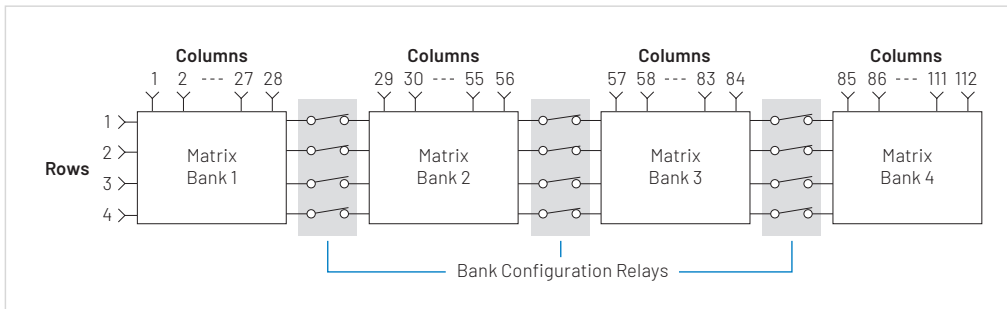 Columns Columns Columns Columns
1 2 --- 27 28 29 30 --- 55 56 57 58 --- 83 84 85 86 --- 111 112
Rows
1
2
3
4
Matrix
Bank 1
Matrix
Bank 2
Matrix
Bank 3
Matrix
Bank 4
Bank Configuration Relays